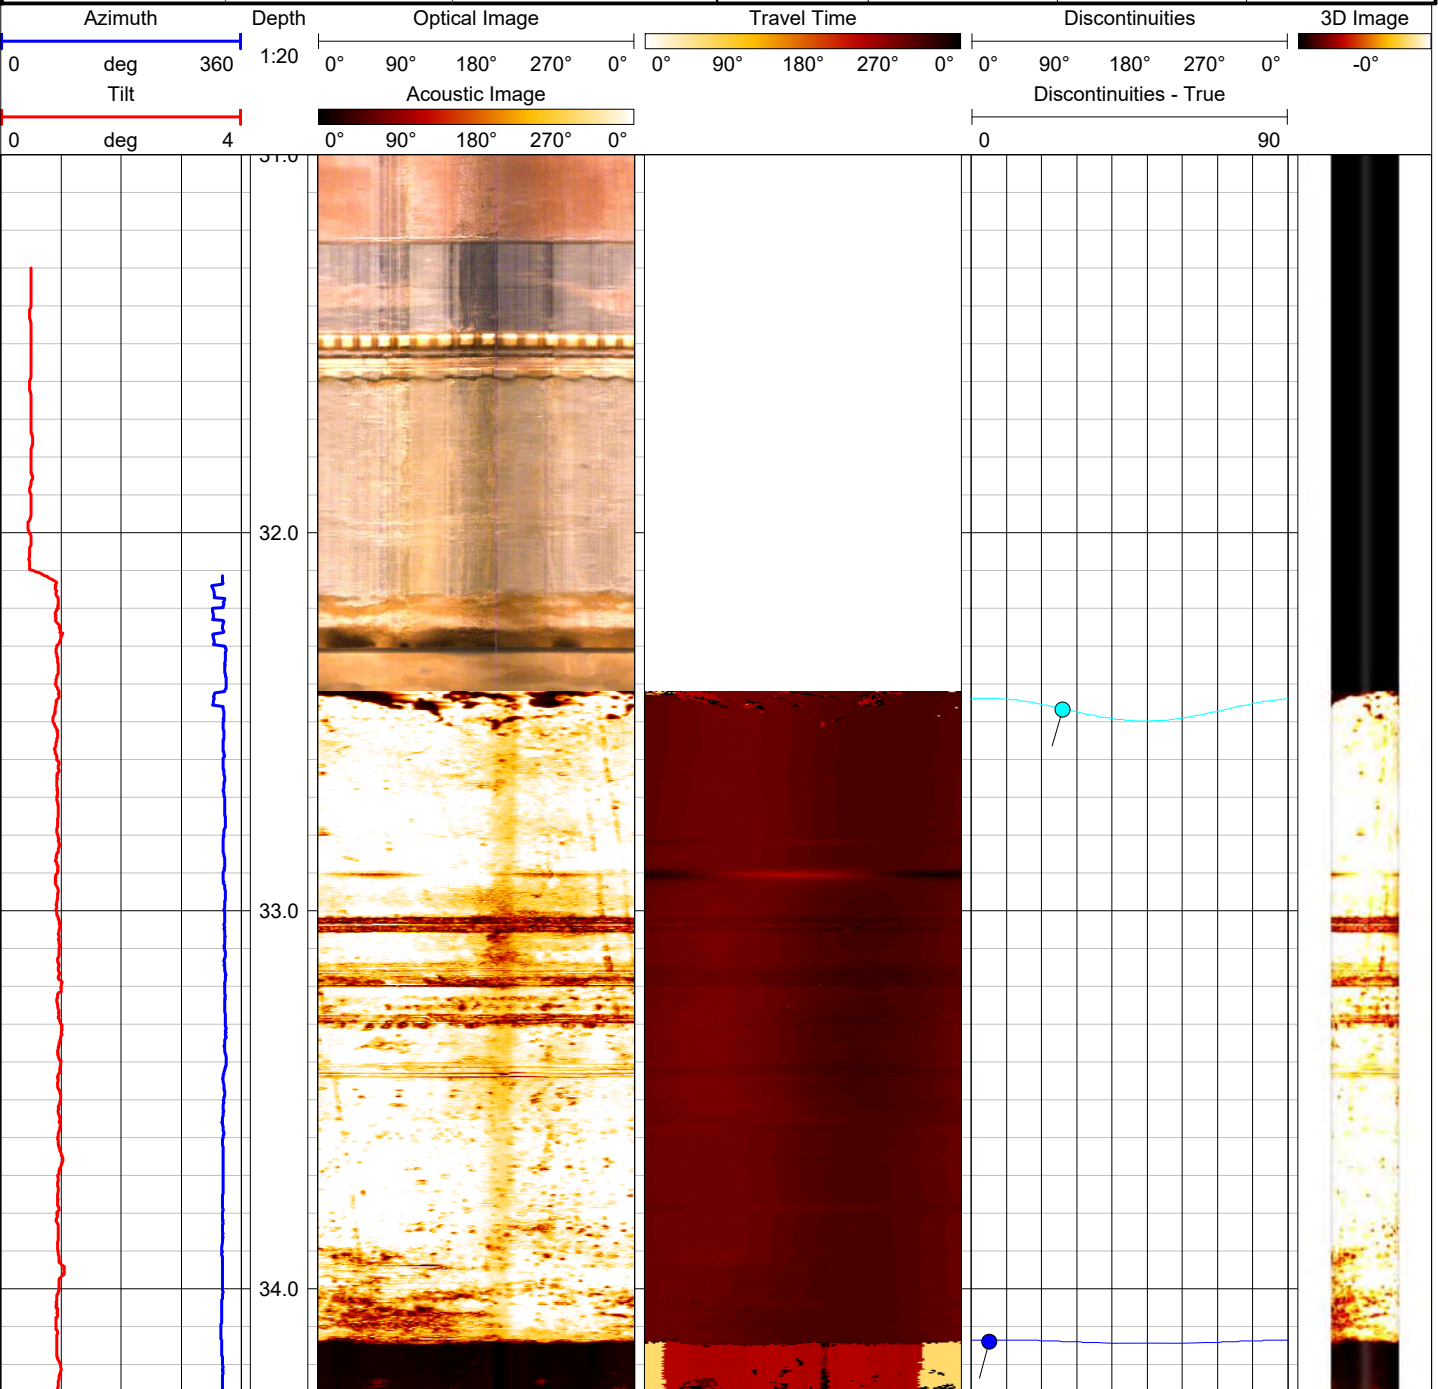 Azimuth Depth Optical Image Travel Time Discontinuities 3D Image
0 deg 360 1:20 0° 90° 180° 270° 0° 0° 90° 180° 270° 0° 0° 90° 180° 270° 0° -0°
Tilt Acoustic Image Discontinuities - True
0 deg 4 0° 90° 180° 270° 0° 0 90
31.0
32.0
33.0
34.0